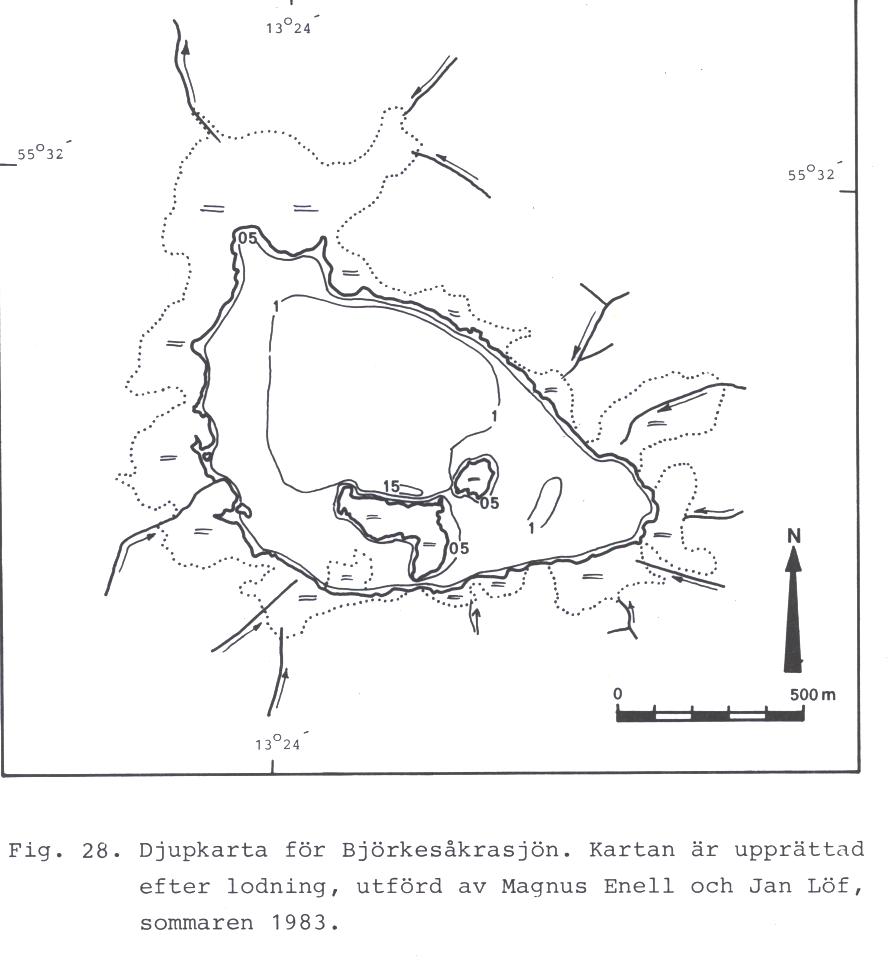 13°24´
55°32´
55°32´
05
1
1
15
05
1
05
N
0 500 m
13°24´
Fig. 28. Djupkarta för Björkesåkrasjön. Kartan är upprättad
efter lodning, utförd av Magnus Enell och Jan Löf,
sommaren 1983.